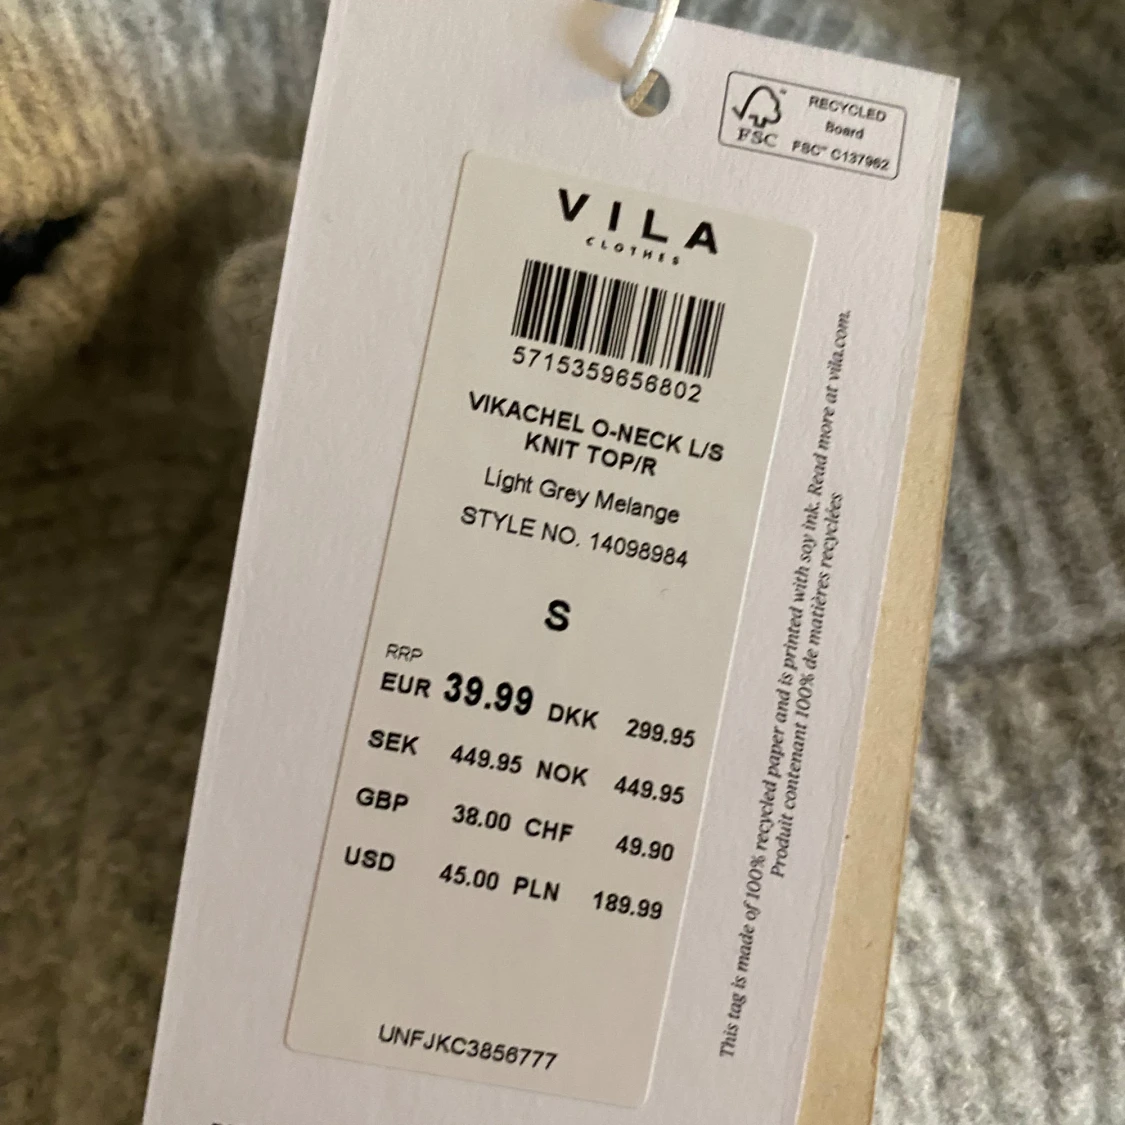 FSC™
RECYCLED
Board
FSC™ C137962
VILA
CLOTHES
5715359656802
VIKACHEL O-NECK L/S
KNIT TOP/R
Light Grey Melange
STYLE NO. 14098984
S
RRP
EUR 39.99 DKK 299.95
SEK 449.95 NOK 449.95
GBP 38.00 CHF 49.90
USD 45.00 PLN 189.99
UNFJKC3856777
This tag is made of 100% recycled paper and is printed with soy ink. Read more at vila.com.
Produit contenant 100% de matières recyclées